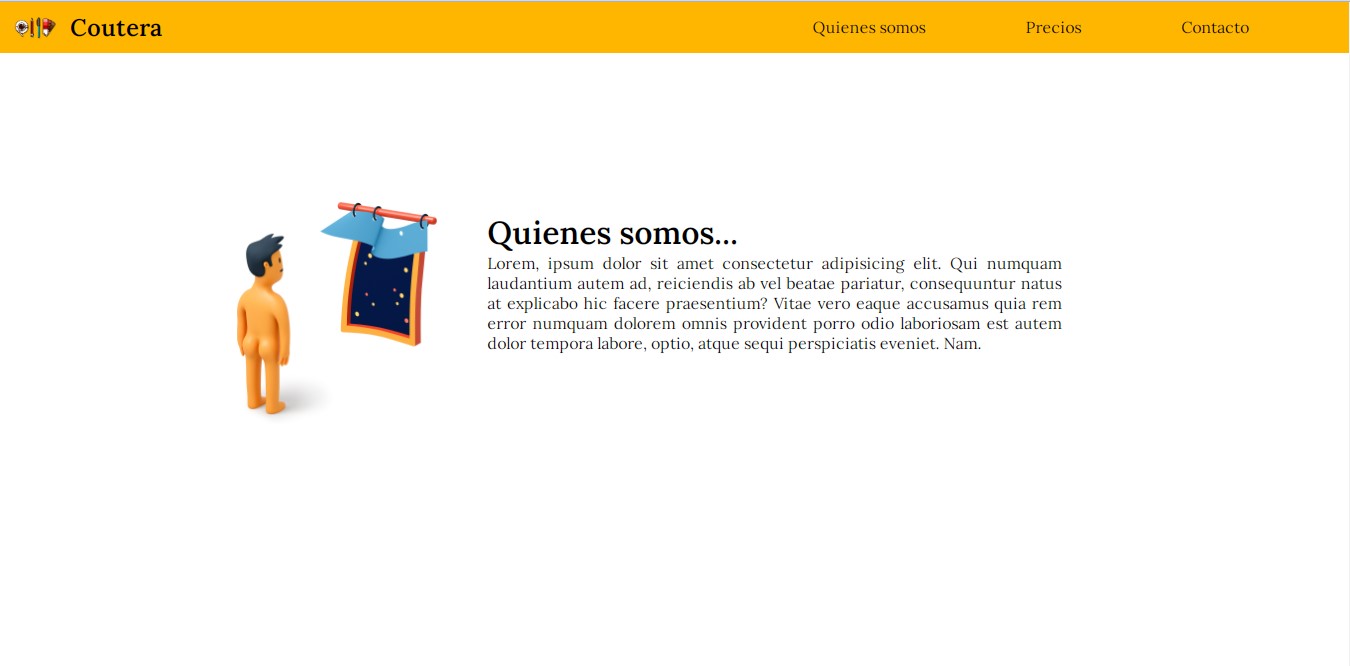 Coutera
Quienes somos
Precios
Contacto
Quienes somos...
Lorem, ipsum dolor sit amet consectetur adipisicing elit. Qui numquam
laudantium autem ad, reiciendis ab vel beatae pariatur, consequuntur natus
at explicabo hic facere praesentium? Vitae vero eaque accusamus quia rem
error numquam dolorem omnis provident porro odio laboriosam est autem
dolor tempora labore, optio, atque sequi perspiciatis eveniet. Nam.